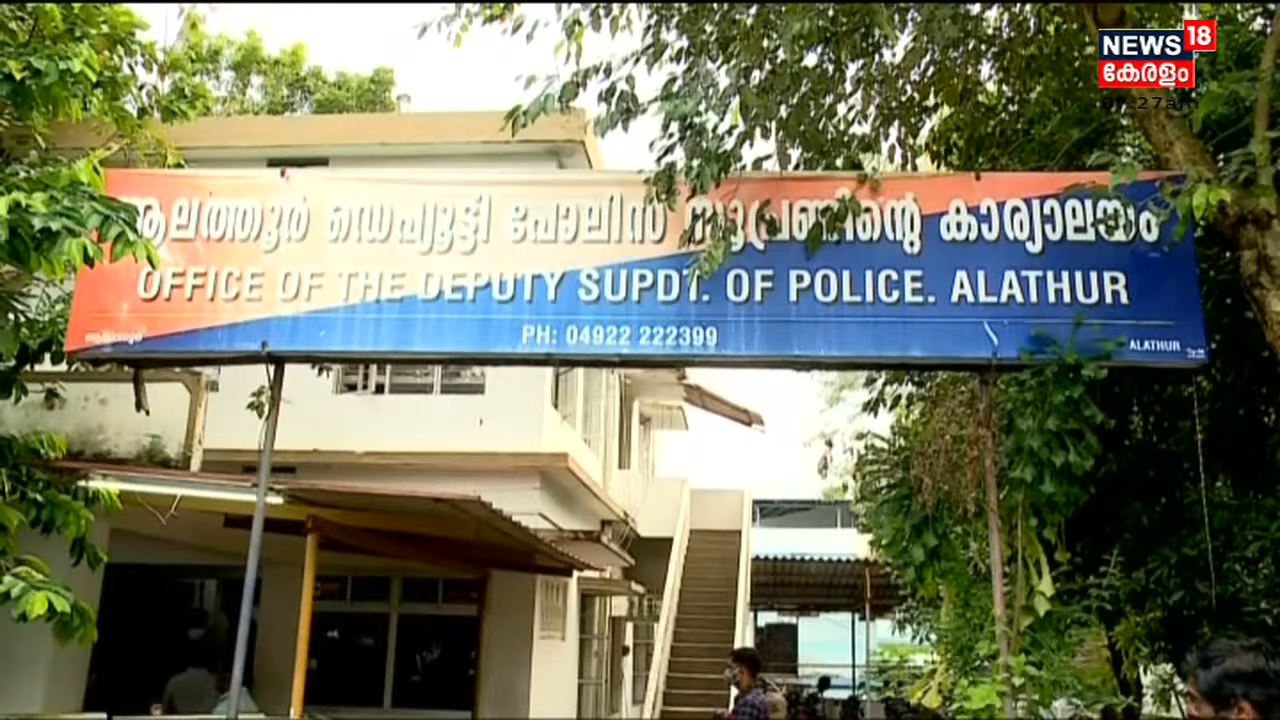 NEWS 18
കേരളം
ആലത്തൂർ ഡെപ്യൂട്ടി പോലീസ് സൂപ്രണ്ടിന്റെ കാര്യാലയം
OFFICE OF THE DEPUTY SUPDT. OF POLICE. ALATHUR
PH: 04922 222399
ALATHUR